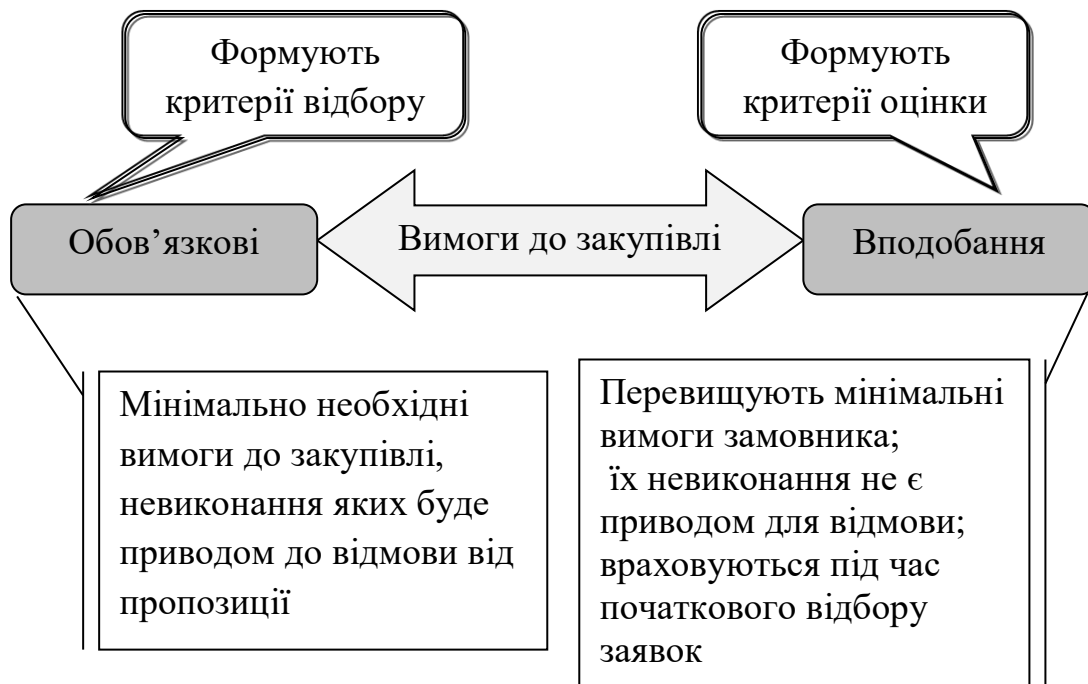 Формують
критерії відбору
Формують
критерії оцінки
Обов’язкові
Вимоги до закупівлі
Вподобання
Мінімально необхідні
вимоги до закупівлі,
невиконання яких буде
приводом до відмови від
пропозиції
Перевищують мінімальні
вимоги замовника;
їх невиконання не є
приводом для відмови;
враховуються під час
початкового відбору
заявок